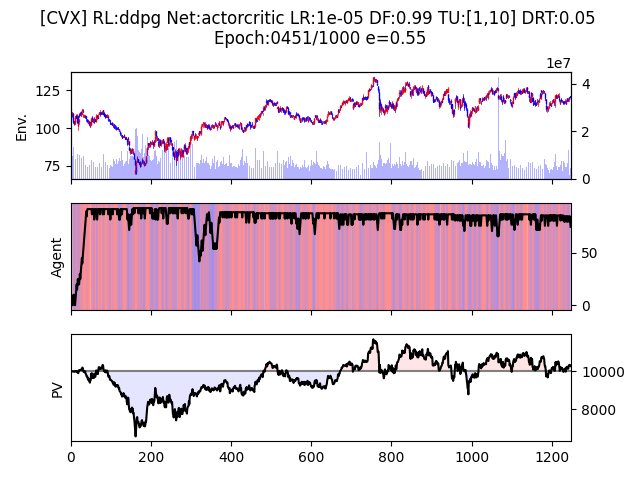 [CVX] RL:ddpg Net:actorcritic LR:1e-05 DF:0.99 TU:[1,10] DRT:0.05
Epoch:0451/1000 e=0.55
1e7
125
100
75
Env.
4
2
0
Agent
50
0
PV
10000
8000
0
200
400
600
800
1000
1200